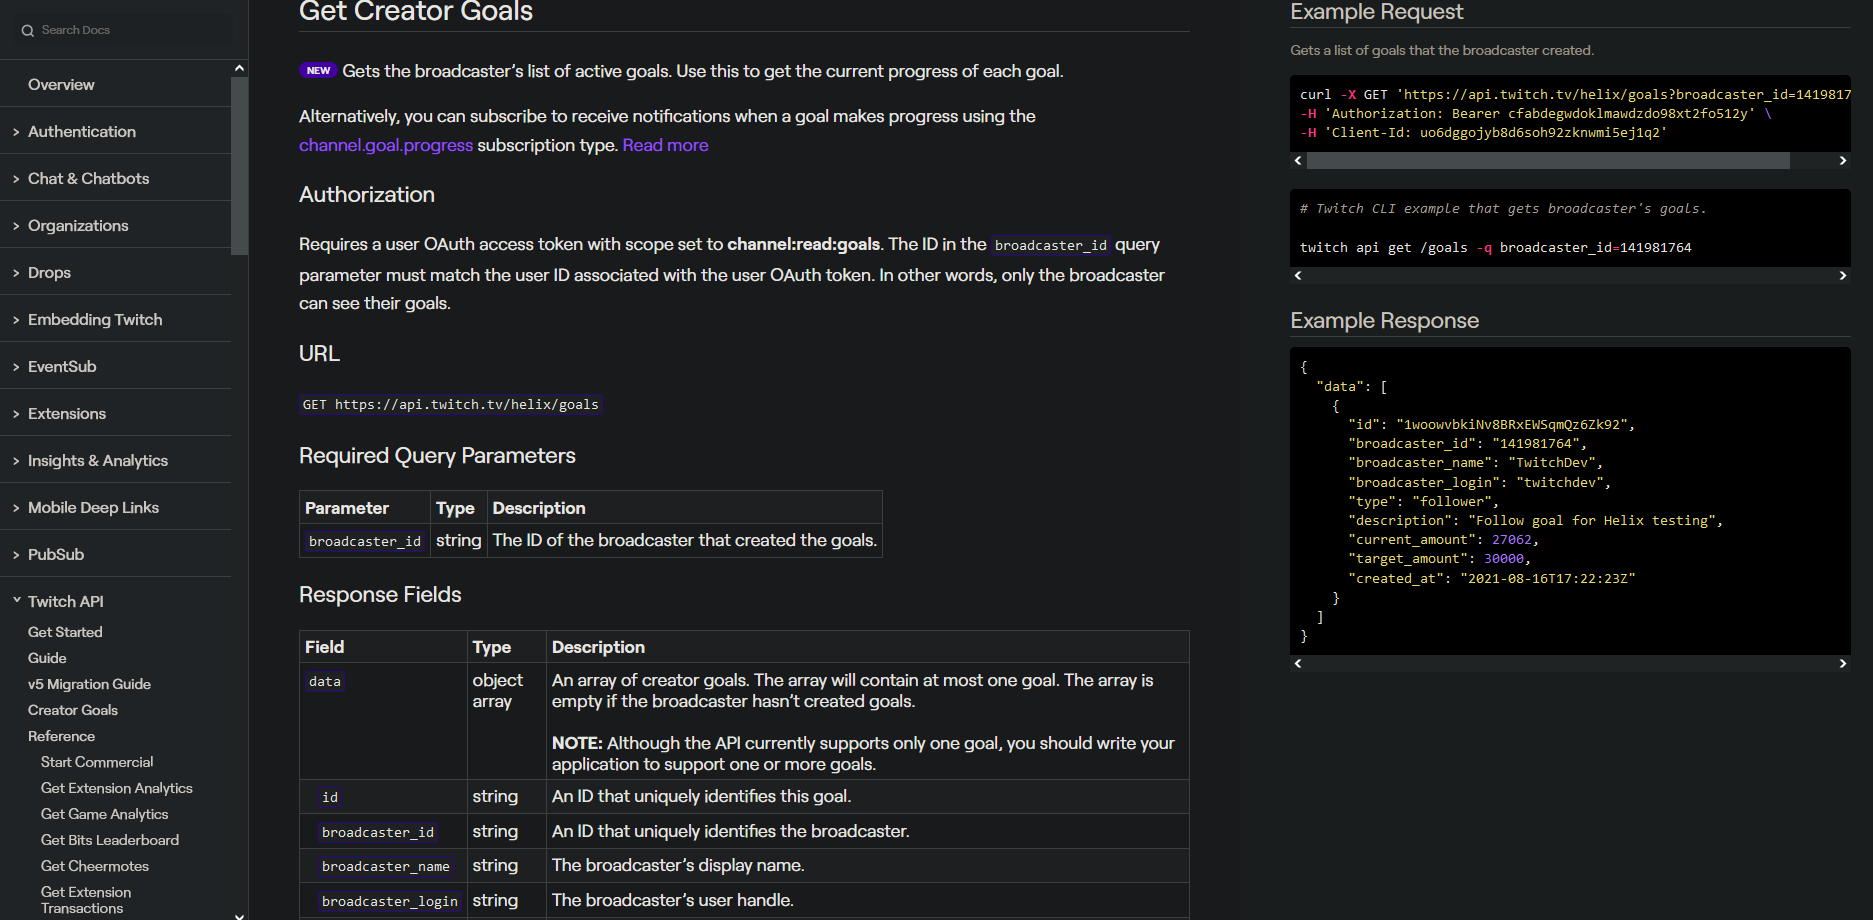 Search Docs
Overview
Authentication
Chat & Chatbots
Organizations
Drops
Embedding Twitch
EventSub
Extensions
Insights & Analytics
Mobile Deep Links
PubSub
Twitch API
Get Started
Guide
v5 Migration Guide
Creator Goals
Reference
Start Commercial
Get Extension Analytics
Get Game Analytics
Get Bits Leaderboard
Get Cheermotes
Get Extension
Transactions
Get Creator Goals
NEW Gets the broadcaster’s list of active goals. Use this to get the current progress of each goal.
Alternatively, you can subscribe to receive notifications when a goal makes progress using the
channel.goal.progress subscription type. Read more
Authorization
Requires a user OAuth access token with scope set to channel:read:goals. The ID in the broadcaster_id query
parameter must match the user ID associated with the user OAuth token. In other words, only the broadcaster
can see their goals.
URL
GET https://api.twitch.tv/helix/goals
Required Query Parameters
Parameter Type Description
broadcaster_id string The ID of the broadcaster that created the goals.
Response Fields
Field Type Description
data object An array of creator goals. The array will contain at most one goal. The array is
array empty if the broadcaster hasn’t created goals.
NOTE: Although the API currently supports only one goal, you should write your
application to support one or more goals.
id string An ID that uniquely identifies this goal.
broadcaster_id string An ID that uniquely identifies the broadcaster.
broadcaster_name string The broadcaster’s display name.
broadcaster_login string The broadcaster’s user handle.
Example Request
Gets a list of goals that the broadcaster created.
curl -X GET 'https://api.twitch.tv/helix/goals?broadcaster_id=1419817
-H 'Authorization: Bearer cfabdegwdoklmawdzdo98xt2fo512y' \
-H 'Client-Id: uo6dggojyb8d6soh92zknwmi5ej1q2'
# Twitch CLI example that gets broadcaster's goals.
twitch api get /goals -q broadcaster_id=141981764
Example Response
{
"data": [
{
"id": "1woowvbkiNv8BRxEWSqmQz6Zk92",
"broadcaster_id": "141981764",
"broadcaster_name": "TwitchDev",
"broadcaster_login": "twitchdev",
"type": "follower",
"description": "Follow goal for Helix testing",
"current_amount": 27062,
"target_amount": 30000,
"created_at": "2021-08-16T17:22:23Z"
}
]
}